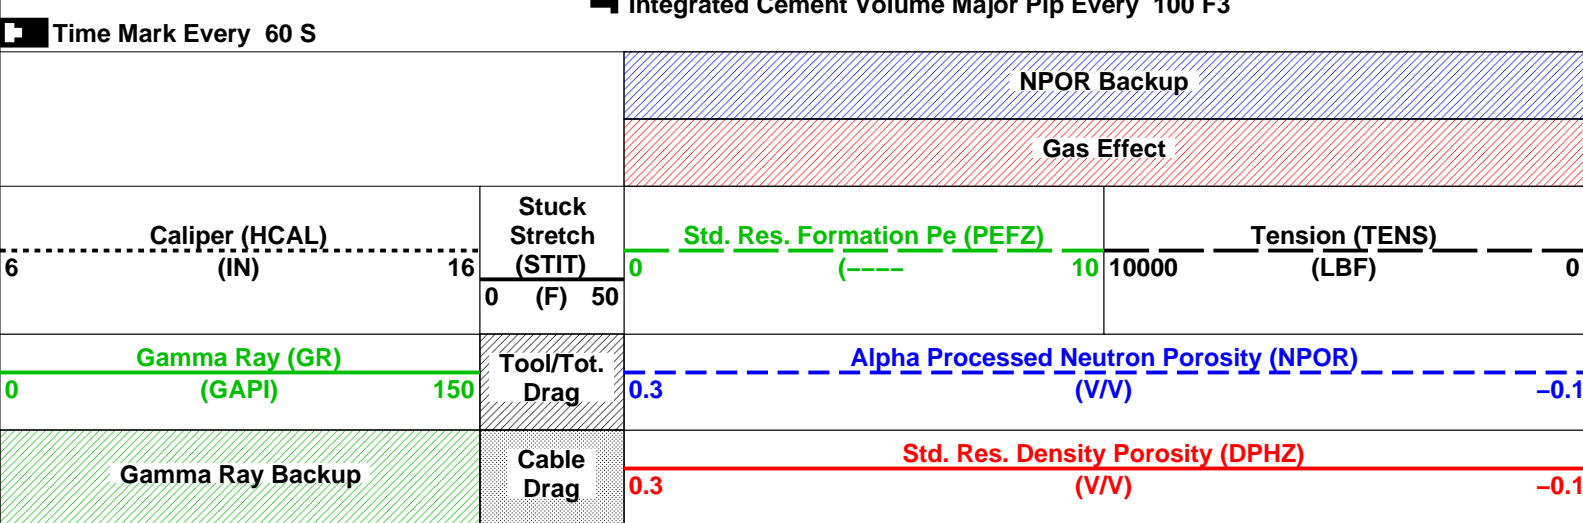 Integrated Cement Volume Major Pip Every 100 F3
Time Mark Every 60 S
NPOR Backup
Gas Effect
Caliper (HCAL)
6 (IN) 16
Stuck
Stretch
(STIT)
0 (F) 50
Std. Res. Formation Pe (PEFZ)
0 (−−−− 10
Tension (TENS)
10000 (LBF) 0
Gamma Ray (GR)
0 (GAPI) 150
Tool/Tot.
Drag
Alpha Processed Neutron Porosity (NPOR)
0.3 (V/V) −0.1
Gamma Ray Backup
Cable
Drag
Std. Res. Density Porosity (DPHZ)
0.3 (V/V) −0.1